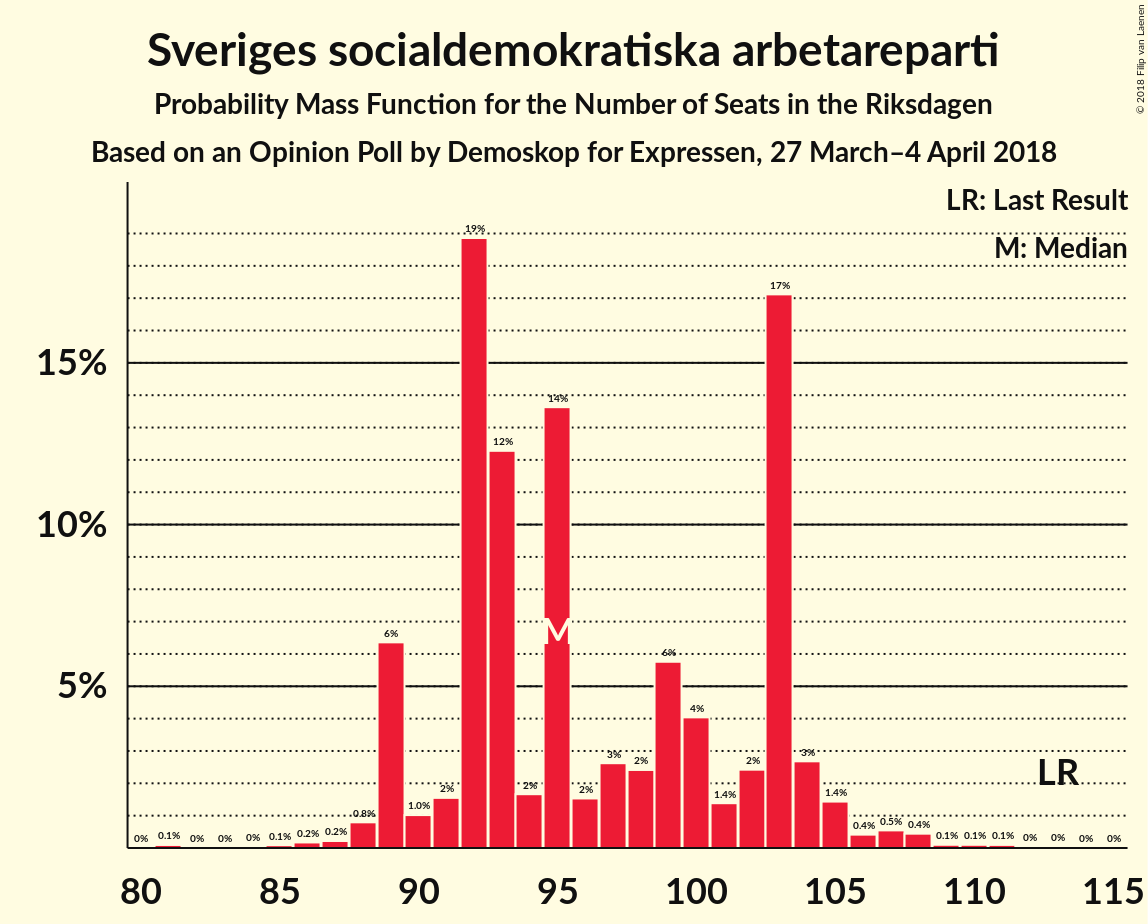 Sveriges socialdemokratiska arbetareparti
Probability Mass Function for the Number of Seats in the Riksdagen
Based on an Opinion Poll by Demoskop for Expressen, 27 March–4 April 2018
© 2018 Filip van Laenen
LR: Last Result
M: Median
15%
10%
5%
0% 0.1% 0% 0% 0% 0.1% 0.2% 0.2% 0.8% 6% 1.0% 2% 19% 12% 2% 14% 2% 3% 2% 6% 4% 1.4% 2% 17% 3% 1.4% 0.4% 0.5% 0.4% 0.1% 0.1% 0.1% 0% 0% 0% 0%
M
LR
80 85 90 95 100 105 110 115